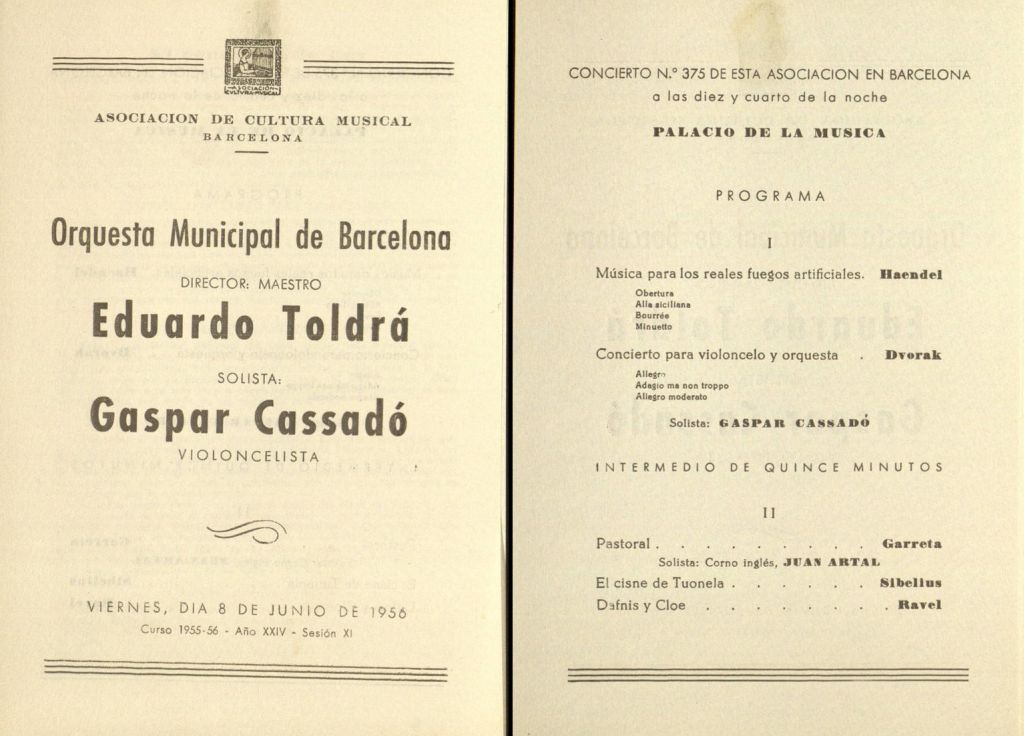 ASOCIACIÓN
CULTURA·MUSICAL
ASOCIACION DE CULTURA MUSICAL
BARCELONA
Orquesta Municipal de Barcelona
DIRECTOR: MAESTRO
Eduardo Toldrá
SOLISTA:
Gaspar Cassadó
VIOLONCELISTA
VIERNES, DIA 8 DE JUNIO DE 1956
Curso 1955-56 - Año XXIV - Sesión XI
CONCIERTO N.º 375 DE ESTA ASOCIACION EN BARCELONA
a las diez y cuarto de la noche
PALACIO DE LA MUSICA
PROGRAMA
I
Música para los reales fuegos artificiales. Haendel
Obertura
Alla siciliana
Bourrée
Minuetto
Concierto para violoncelo y orquesta . Dvorak
Allegro
Adagio ma non troppo
Allegro moderato
Solista: GASPAR CASSADÓ
INTERMEDIO DE QUINCE MINUTOS
II
Pastoral . . . . . . . . . Garreta
Solista: Corno inglés, JUAN ARTAL
El cisne de Tuonela . . . . . . Sibelius
Dafnis y Cloe . . . . . . . . Ravel